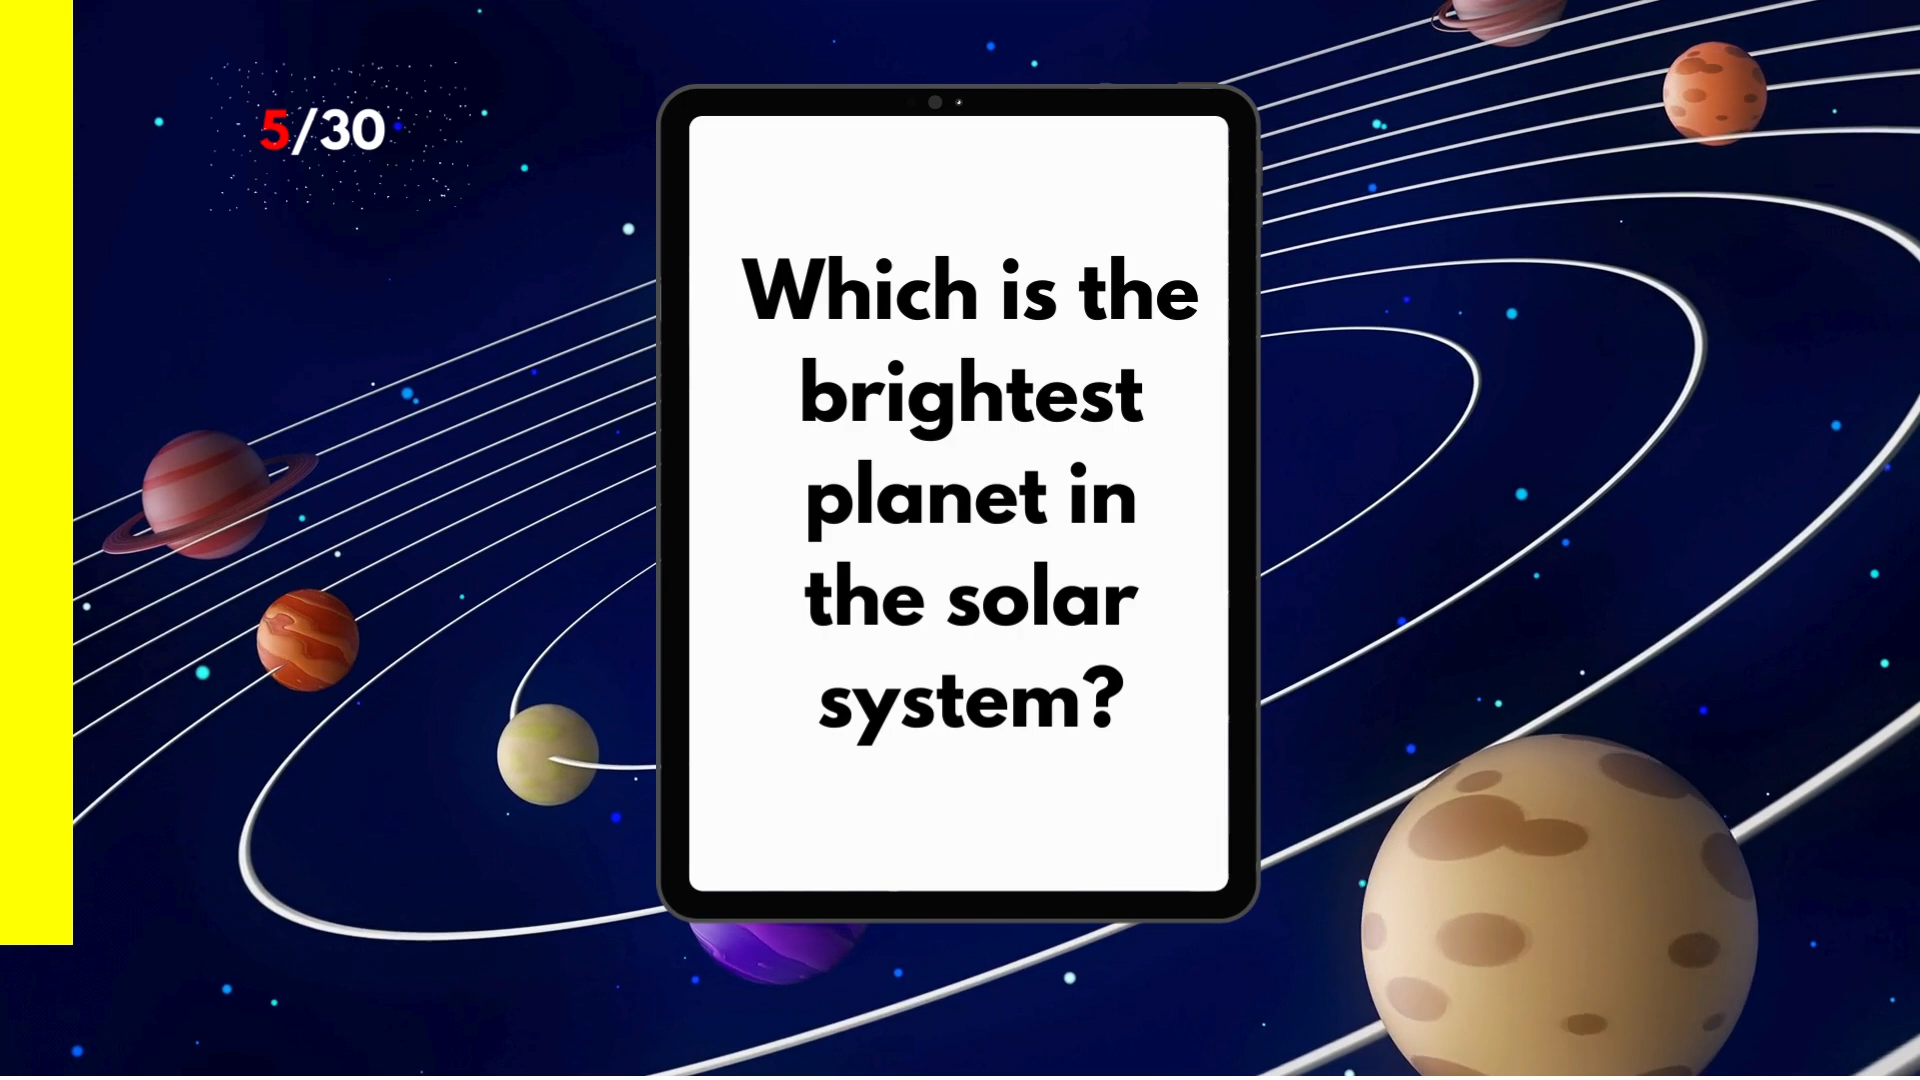 5/30
Which is the
brightest
planet in
the solar
system?